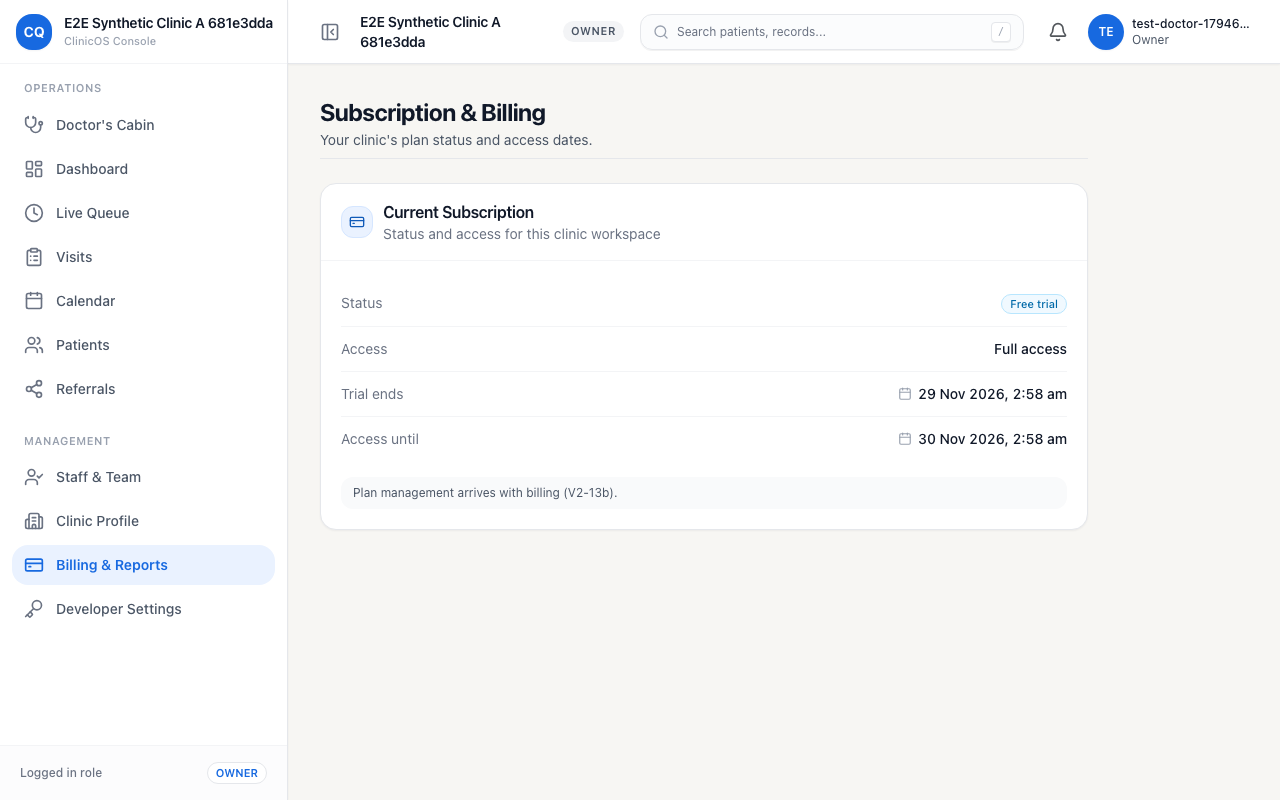 CQ
E2E Synthetic Clinic A 681e3dda
ClinicOS Console
OPERATIONS
Doctor's Cabin
Dashboard
Live Queue
Visits
Calendar
Patients
Referrals
MANAGEMENT
Staff & Team
Clinic Profile
Billing & Reports
Developer Settings
Logged in role
OWNER
E2E Synthetic Clinic A
681e3dda
OWNER
Search patients, records...
/
TE
test-doctor-17946...
Owner
Subscription & Billing
Your clinic's plan status and access dates.
Current Subscription
Status and access for this clinic workspace
Status
Free trial
Access
Full access
Trial ends
29 Nov 2026, 2:58 am
Access until
30 Nov 2026, 2:58 am
Plan management arrives with billing (V2-13b).